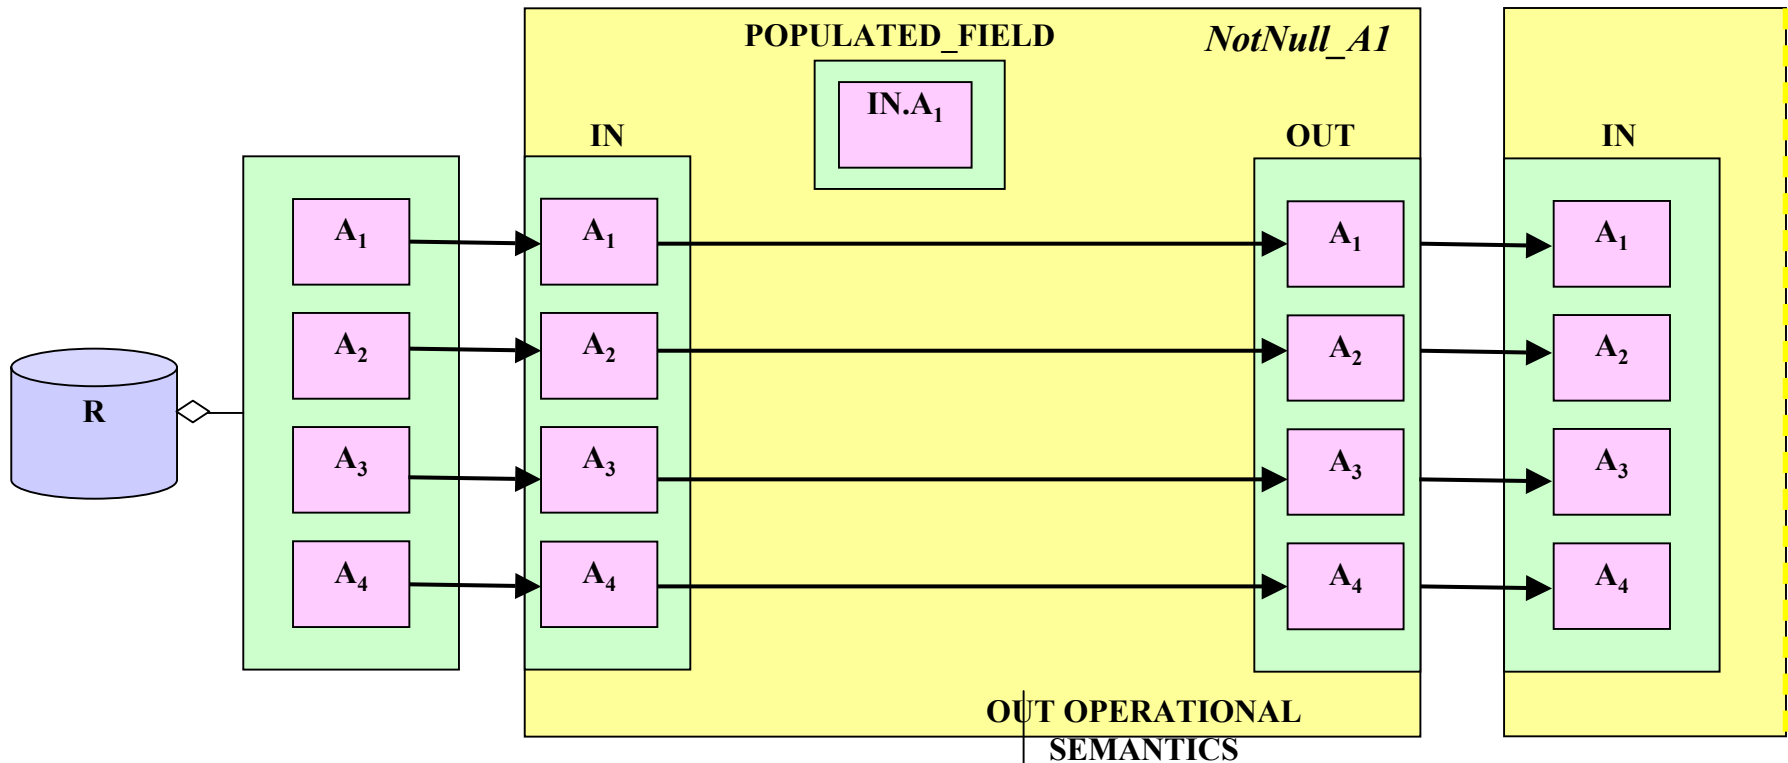 POPULATED_FIELD
NotNull_A1
IN.A₁
IN
OUT
IN
A₁ A₁ A₁ A₁
A₂ A₂ A₂ A₂
R
A₃ A₃ A₃ A₃
A₄ A₄ A₄ A₄
OUT OPERATIONAL
SEMANTICS